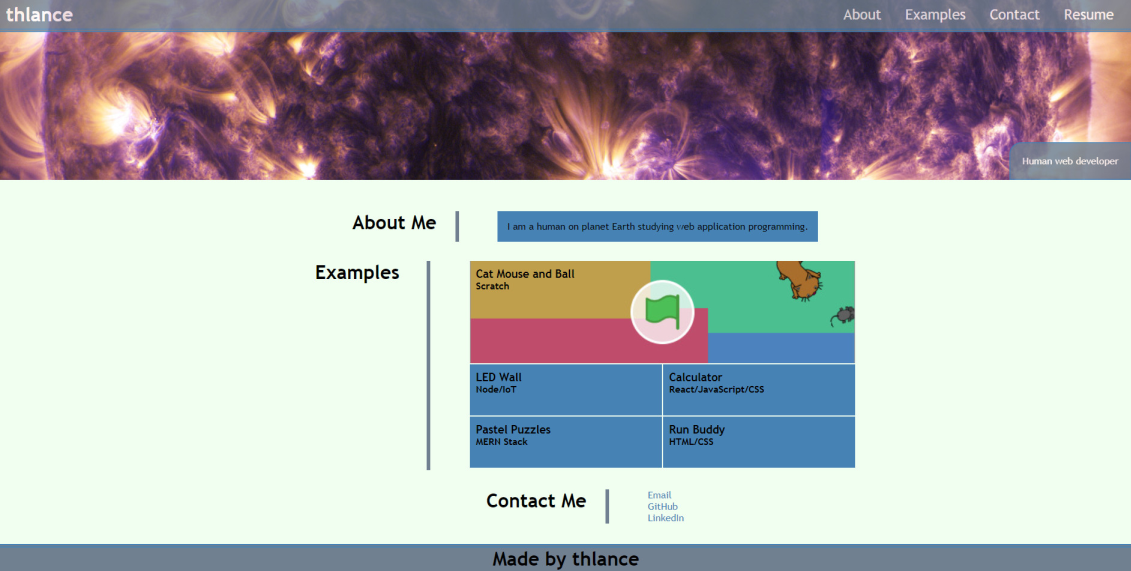 thlance
About Examples Contact Resume
Human web developer
About Me
I am a human on planet Earth studying web application programming.
Examples
Cat Mouse and Ball
Scratch
LED Wall
Node/IoT
Calculator
React/JavaScript/CSS
Pastel Puzzles
MERN Stack
Run Buddy
HTML/CSS
Contact Me
Email
GitHub
LinkedIn
Made by thlance